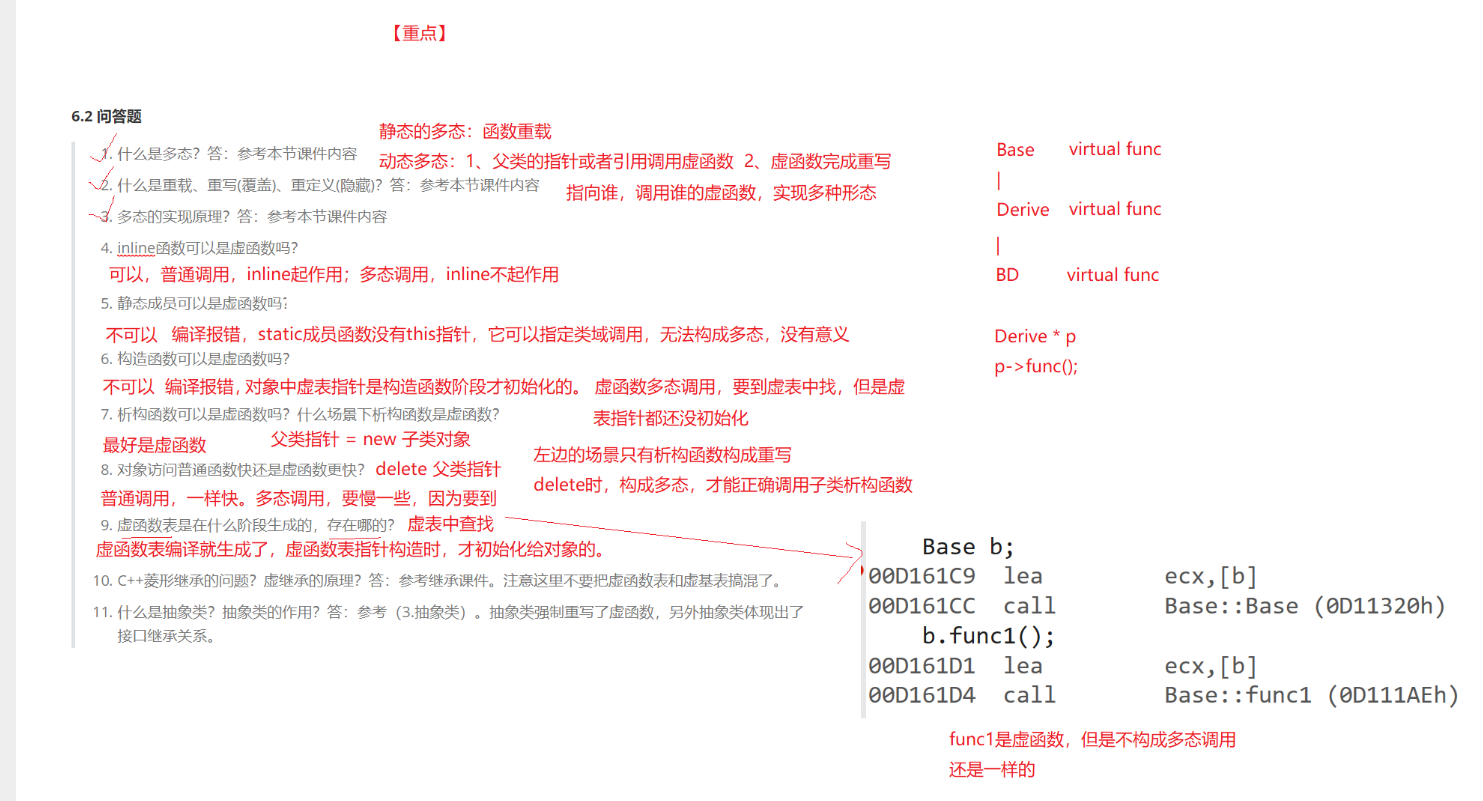 【重点】
6.2 问答题
静态的多态：函数重载
1. 什么是多态？答：参考本节课件内容
动态多态：1、父类的指针或者引用调用虚函数 2、虚函数完成重写
2. 什么是重载、重写(覆盖)、重定义(隐藏)？答：参考本节课件内容
指向谁，调用谁的虚函数，实现多种形态
3. 多态的实现原理？答：参考本节课件内容
4. inline函数可以是虚函数吗？
可以，普通调用，inline起作用；多态调用，inline不起作用
5. 静态成员可以是虚函数吗？
不可以 编译报错，static成员函数没有this指针，它可以指定类域调用，无法构成多态，没有意义
6. 构造函数可以是虚函数吗？
不可以 编译报错，对象中虚表指针是构造函数阶段才初始化的。 虚函数多态调用，要到虚表中找，但是虚
表指针都还没初始化
7. 析构函数可以是虚函数吗？什么场景下析构函数是虚函数？
最好是虚函数
父类指针 = new 子类对象
delete 父类指针
左边的场景只有析构函数构成重写
delete时，构成多态，才能正确调用子类析构函数
8. 对象访问普通函数快还是虚函数更快？
普通调用，一样快。多态调用，要慢一些，因为要到
虚表中查找
9. 虚函数表是在什么阶段生成的，存在哪的？
虚函数表编译就生成了，虚函数表指针构造时，才初始化给对象的。
10. C++菱形继承的问题？虚继承的原理？答：参考继承课件。注意这里不要把虚函数表和虚基表搞混了。
11. 什么是抽象类？抽象类的作用？答：参考（3.抽象类）。抽象类强制重写了虚函数，另外抽象类体现出了
接口继承关系。
Base virtual func
|
Derive virtual func
|
BD virtual func
Derive * p
p->func();
Base b;
00D161C9 lea ecx,[b]
00D161CC call Base::Base (0D11320h)
b.func1();
00D161D1 lea ecx,[b]
00D161D4 call Base::func1 (0D111AEh)
func1是虚函数，但是不构成多态调用
还是一样的